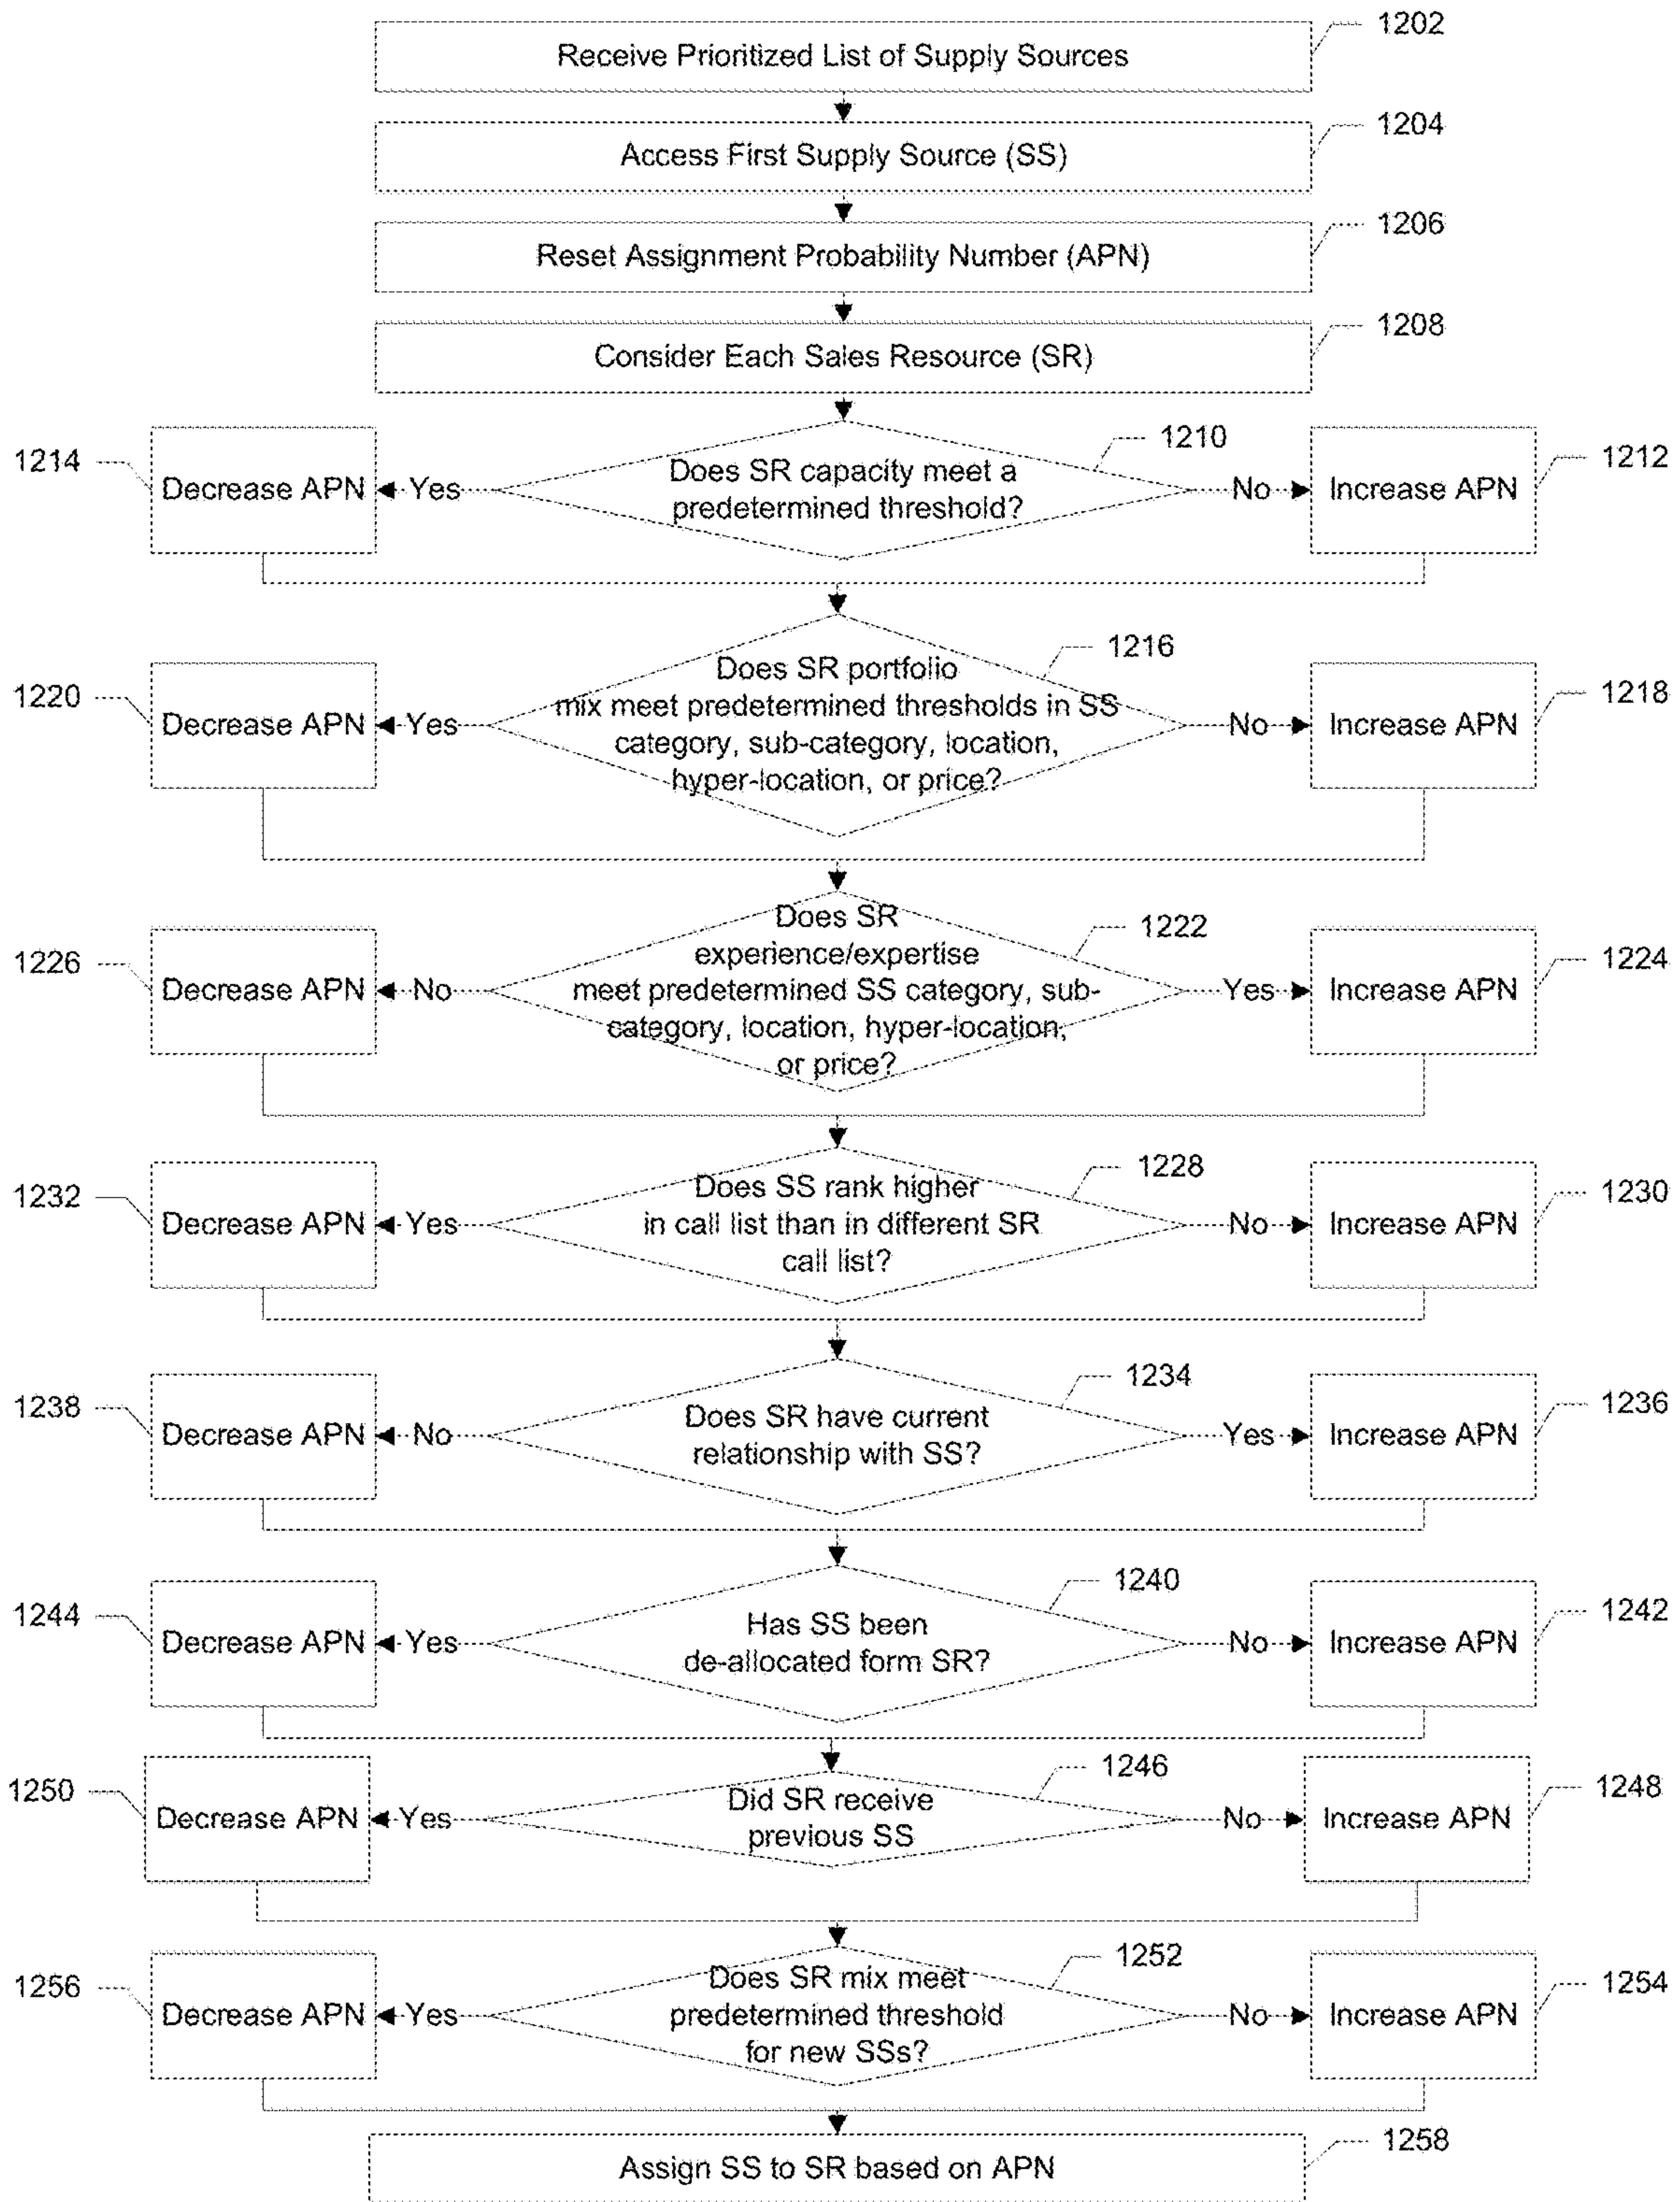 1202
Receive Prioritized List of Supply Sources
1204
Access First Supply Source (SS)
1206
Reset Assignment Probability Number (APN)
1208
Consider Each Sales Resource (SR)
1210
1214
Decrease APN
Yes
Does SR capacity meet a
predetermined threshold?
No
Increase APN
1212
1216
1220
Decrease APN
Yes
Does SR portfolio
mix meet predetermined thresholds in SS
category, sub-category, location,
hyper-location, or price?
No
Increase APN
1218
1222
1226
Decrease APN
No
Does SR
experience/expertise
meet predetermined SS category, sub-
category, location, hyper-location,
or price?
Yes
Increase APN
1224
1228
1232
Decrease APN
Yes
Does SS rank higher
in call list than in different SR
call list?
No
Increase APN
1230
1234
1238
Decrease APN
No
Does SR have current
relationship with SS?
Yes
Increase APN
1236
1240
1244
Decrease APN
Yes
Has SS been
de-allocated form SR?
No
Increase APN
1242
1246
1250
Decrease APN
Yes
Did SR receive
previous SS
No
Increase APN
1248
1252
1256
Decrease APN
Yes
Does SR mix meet
predetermined threshold
for new SSs?
No
Increase APN
1254
1258
Assign SS to SR based on APN